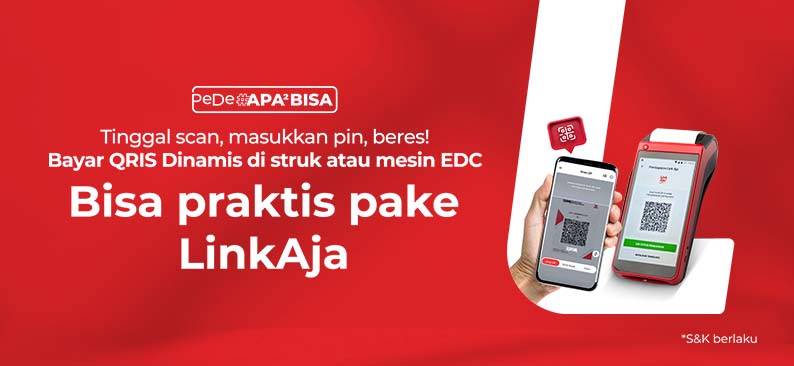 PeDe #APA²BISA
Tinggal scan, masukkan pin, beres!
Bayar QRIS Dinamis di struk atau mesin EDC
Bisa praktis pake
LinkAja
*S&K berlaku